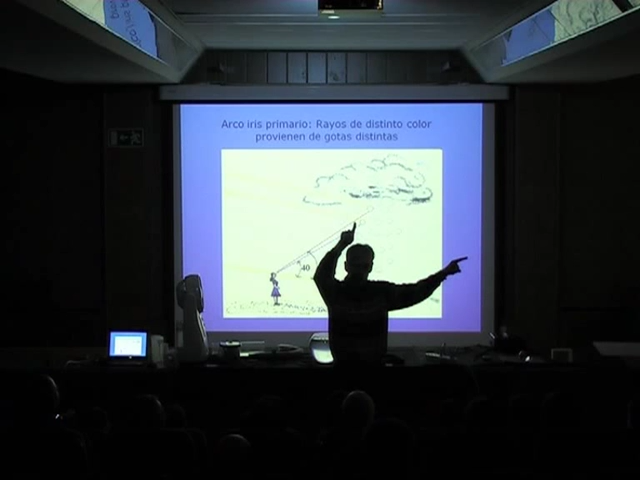 Arco iris primario: Rayos de distinto color
provienen de gotas distintas
40